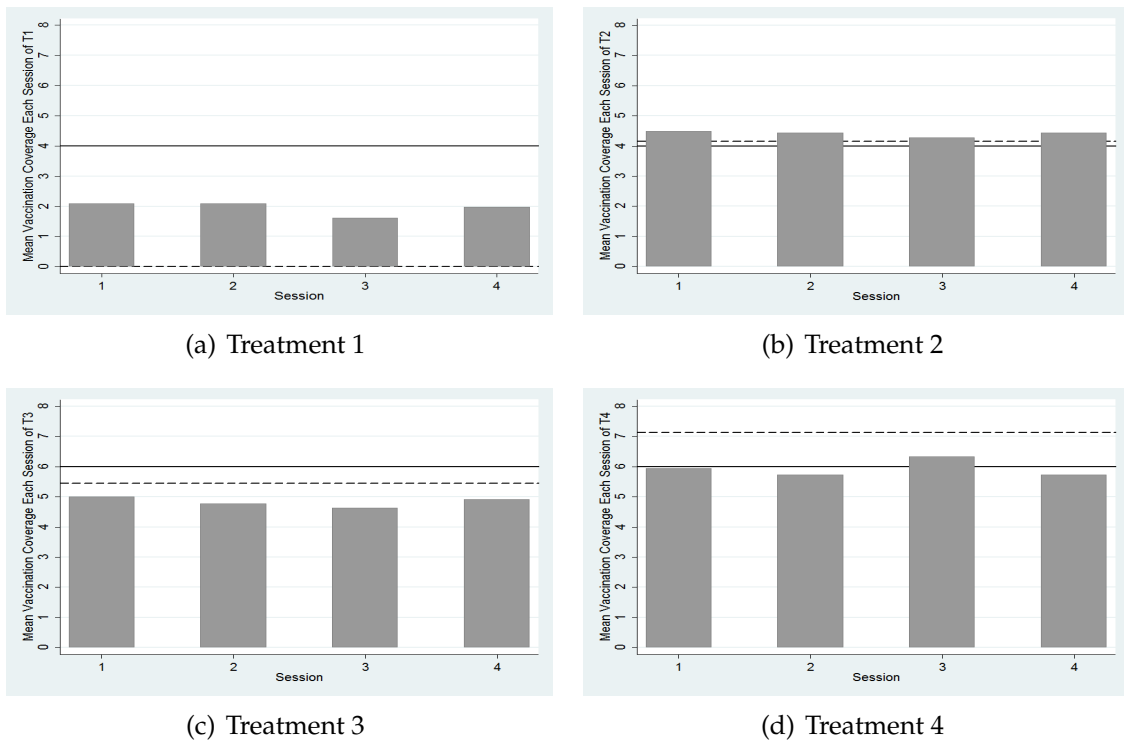 Mean Vaccination Coverage Each Session of T1
8
7
6
5
4
3
2
1
0
1 2 3 4
Session
(a) Treatment 1
Mean Vaccination Coverage Each Session of T2
8
7
6
5
4
3
2
1
0
1 2 3 4
Session
(b) Treatment 2
Mean Vaccination Coverage Each Session of T3
8
7
6
5
4
3
2
1
0
1 2 3 4
Session
(c) Treatment 3
Mean Vaccination Coverage Each Session of T4
8
7
6
5
4
3
2
1
0
1 2 3 4
Session
(d) Treatment 4